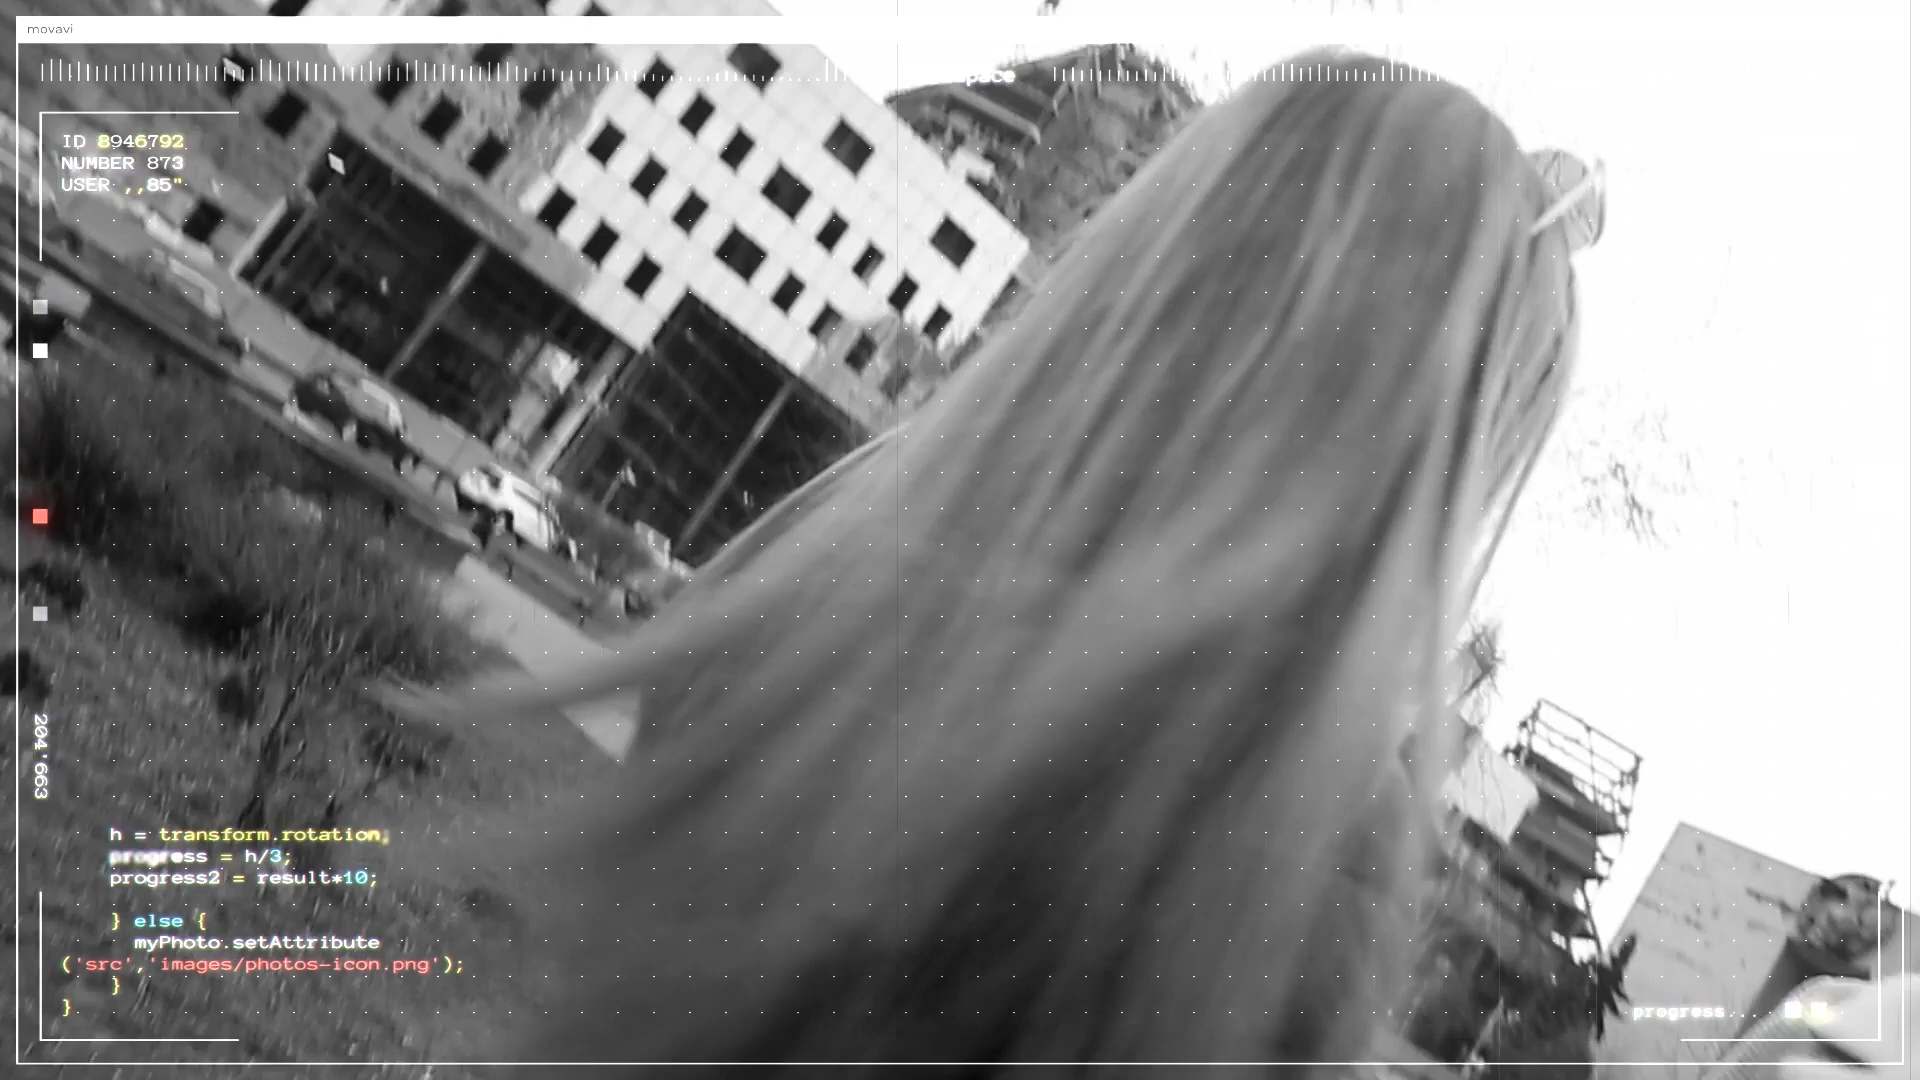 movavi
space
ID 8946792
NUMBER 873
USER ,,85"
204'663
h = transform.rotation;
progress = h/3;
progress2 = result*10;
} else {
myPhoto.setAttribute
('src','images/photos-icon.png');
}
}
progress...